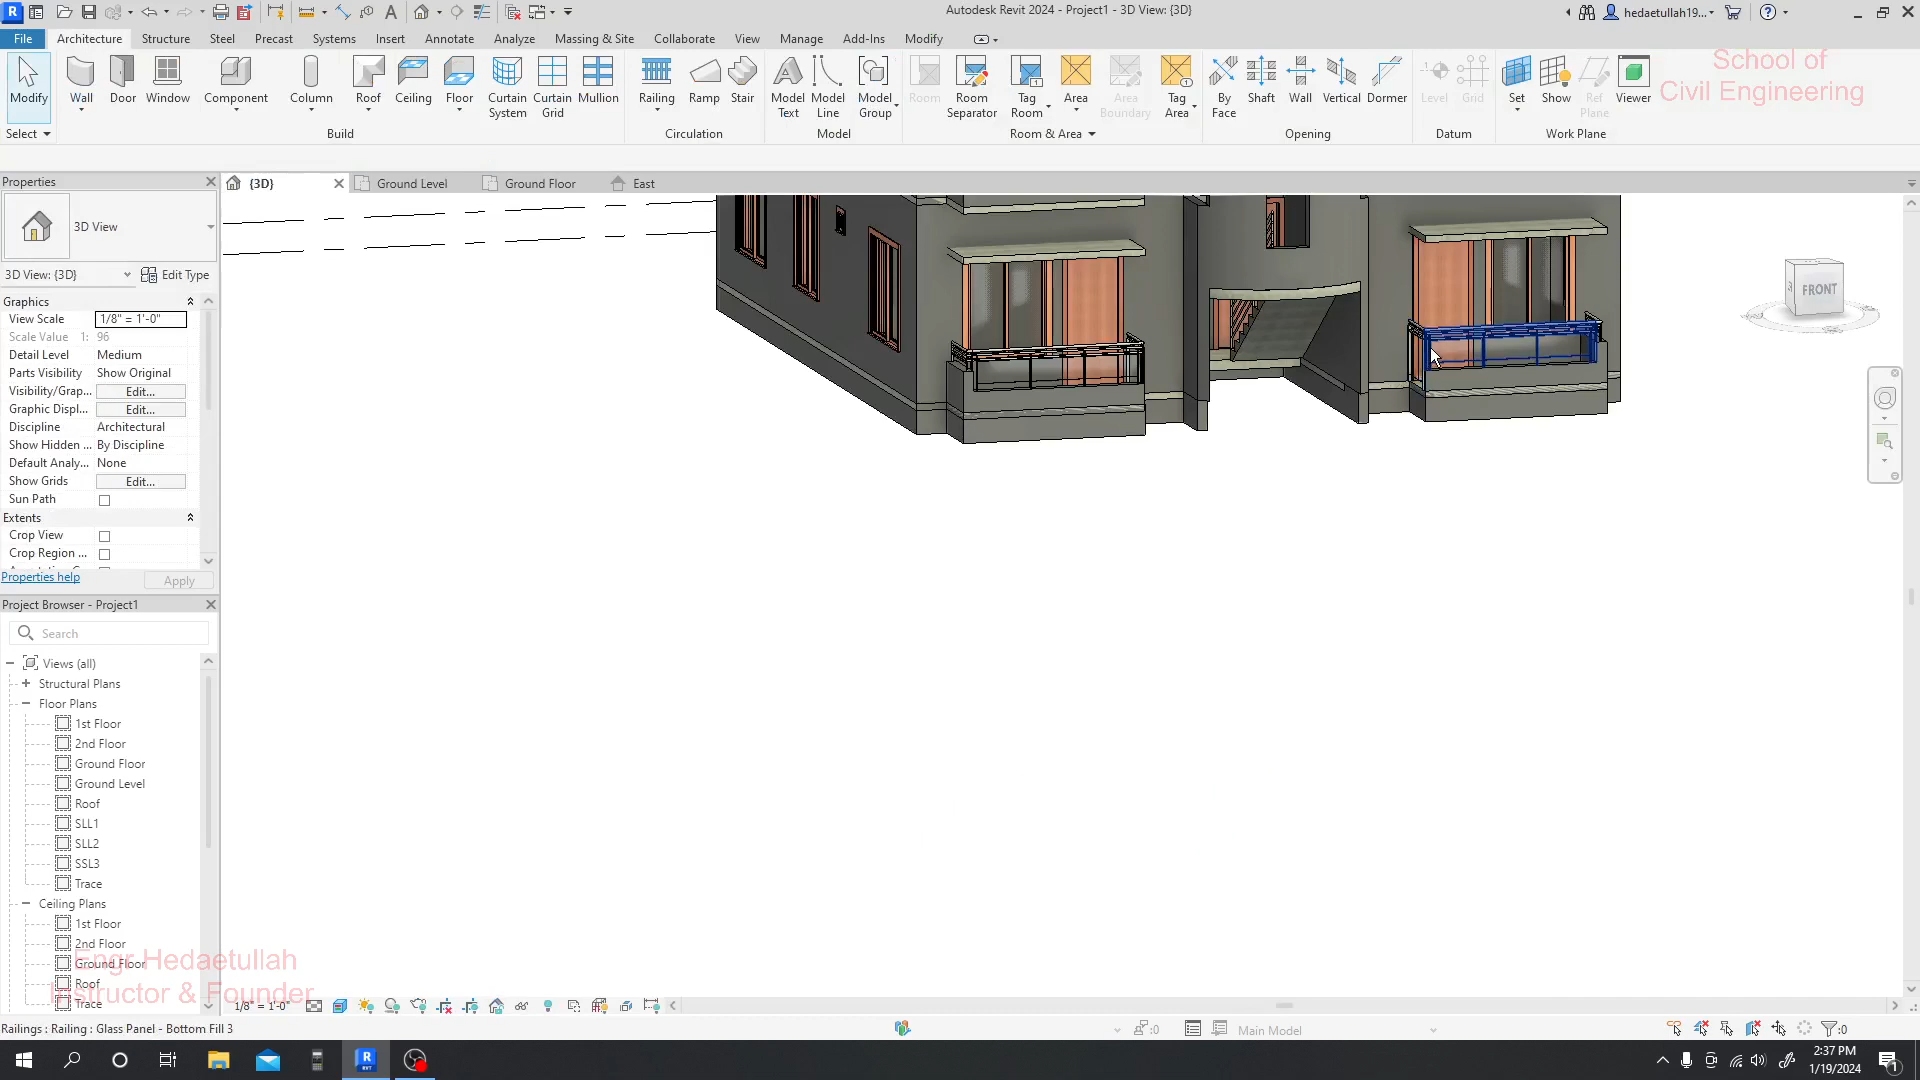 Autodesk Revit 2024 - Project1 - 3D View: {3D}
hedaetullah19...
File Architecture Structure Steel Precast Systems Insert Annotate Analyze Massing & Site Collaborate View Manage Add-Ins Modify
School of
Civil Engineering
Modify
Wall
Door
Window
Component
Column
Roof
Ceiling
Floor
Curtain
System
Curtain
Grid
Mullion
Railing
Ramp
Stair
Model
Text
Model
Line
Model
Group
Room
Room
Separator
Tag
Room
Area
Area
Boundary
Tag
Area
By
Face
Shaft
Wall
Vertical
Dormer
Level
Grid
Set
Show
Ref
Plane
Viewer
Select
Build
Circulation
Model
Room & Area
Opening
Datum
Work Plane
Properties
{3D}
Ground Level
Ground Floor
East
3D View
3D View: {3D}
Edit Type
Graphics
View Scale 1/8" = 1'-0"
Scale Value 1: 96
Detail Level Medium
Parts Visibility Show Original
Visibility/Grap... Edit...
Graphic Displ... Edit...
Discipline Architectural
Show Hidden ... By Discipline
Default Analy... None
Show Grids Edit...
Sun Path
Extents
Crop View
Crop Region ...
Properties help
Apply
FRONT
Project Browser - Project1
Search
Views (all)
Structural Plans
Floor Plans
1st Floor
2nd Floor
Ground Floor
Ground Level
Roof
SLL1
SLL2
SSL3
Trace
Ceiling Plans
1st Floor
2nd Floor
Ground Floor
Roof
Trace
Engr.Hedaetullah
Instructor & Founder
1/8" = 1'-0"
Railings : Railing : Glass Panel - Bottom Fill 3
:0
Main Model
:0
2:37 PM
1/19/2024
1